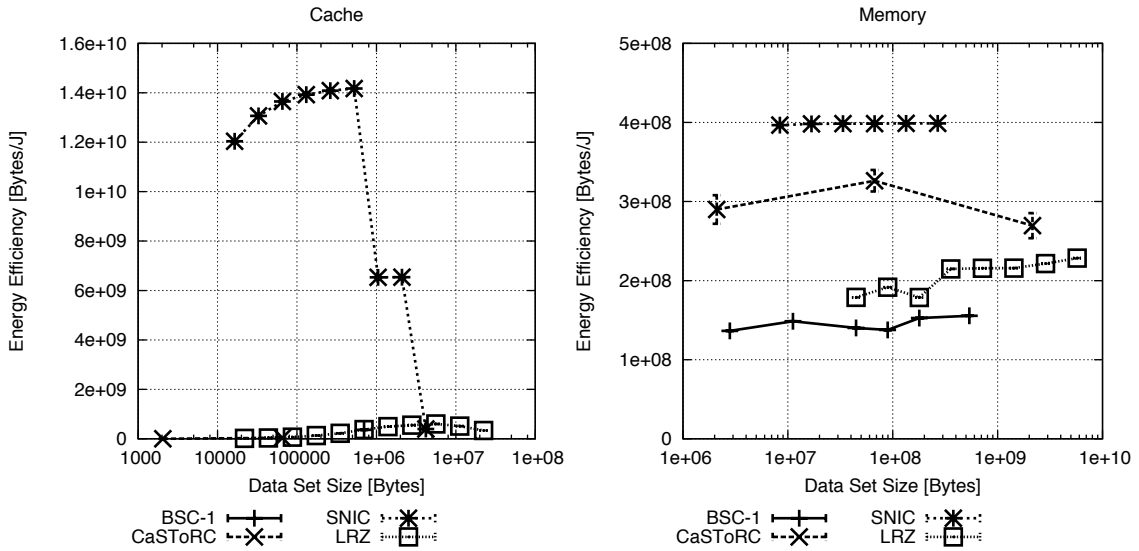 Cache
Energy Efficiency [Bytes/J]
1.6e+10
1.4e+10
1.2e+10
1e+10
8e+09
6e+09
4e+09
2e+09
0
1000 10000 100000 1e+06 1e+07 1e+08
Data Set Size [Bytes]
BSC-1 SNIC
CaSToRC LRZ
Memory
Energy Efficiency [Bytes/J]
5e+08
4e+08
3e+08
2e+08
1e+08
0
1e+06 1e+07 1e+08 1e+09 1e+10
Data Set Size [Bytes]
BSC-1 SNIC
CaSToRC LRZ